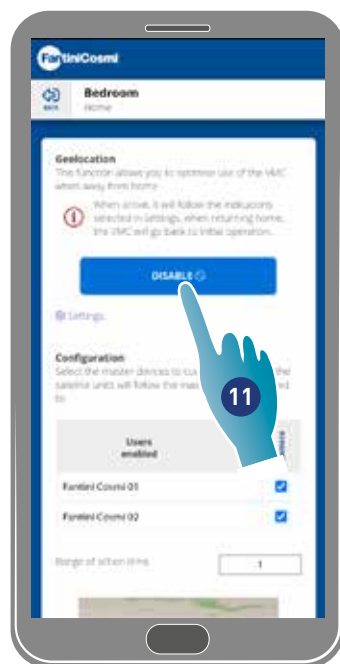 FantiniCosmi
BACK
Bedroom
Home
Geolocation
This function allows you to optimise use of the VMC
when away from home
When active, it will follow the indications
selected in settings, when returning home,
the VMC will go back to initial operation.
DISABLE
Settings
Configuration
Select the master devices to the
satellite units will follow the
to
11
Users
enabled
Fantini Cosmi 01
Fantini Cosmi 02
Range of action (km)
1